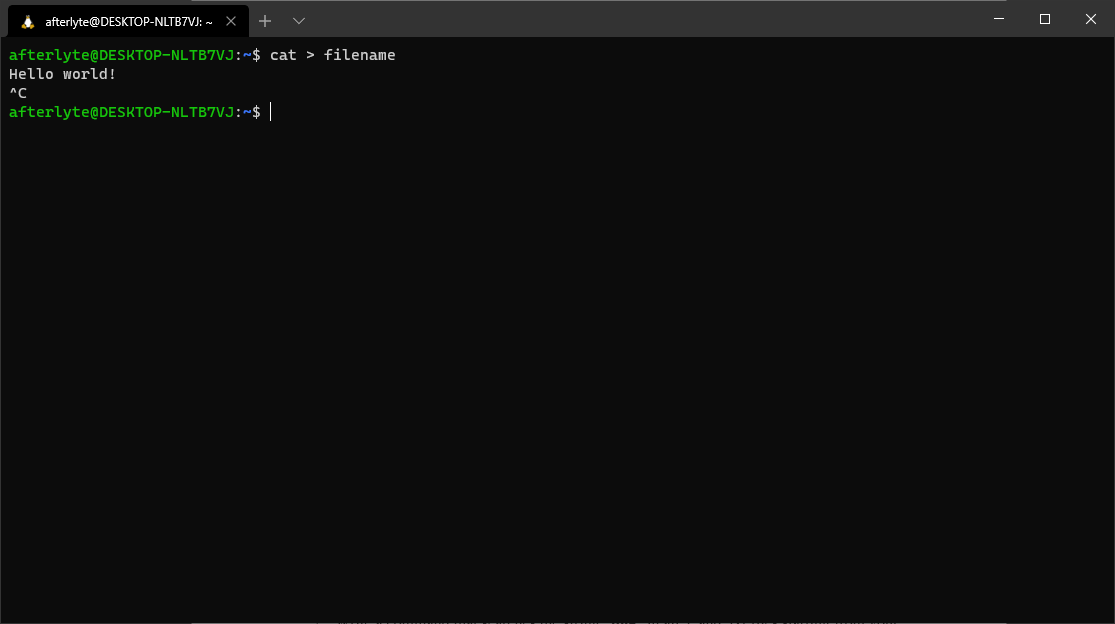 afterlyte@DESKTOP-NLTB7VJ: ~
afterlyte@DESKTOP-NLTB7VJ:~$ cat > filename
Hello world!
^C
afterlyte@DESKTOP-NLTB7VJ:~$